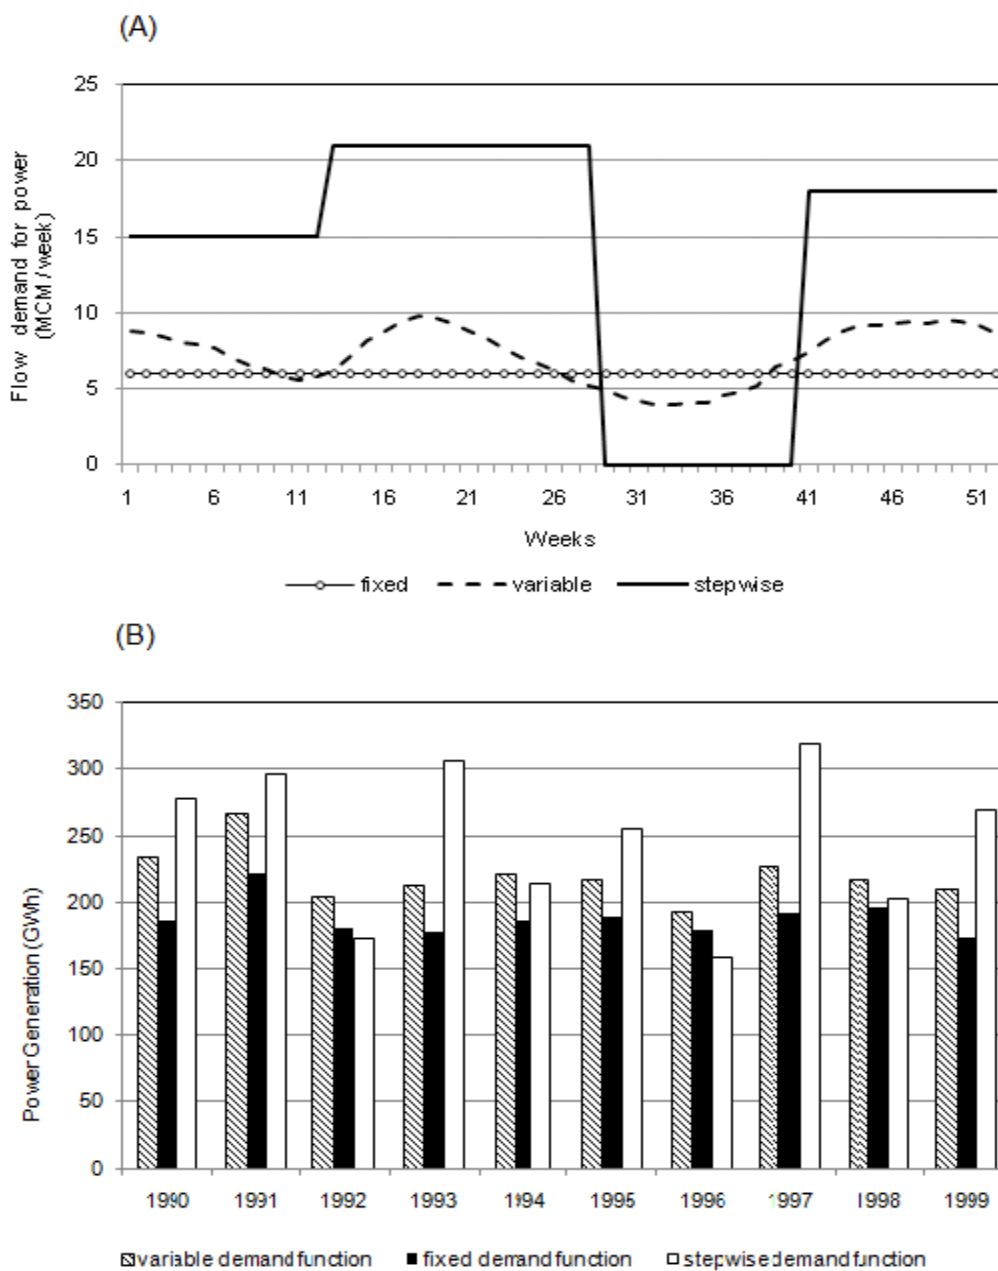 (A)
25
20
15
10
5
0
Flow demand for power
(MCM/week)
1 6 11 16 21 26 31 36 41 46 51
Weeks
fixed variable stepwise
(B)
350
300
250
200
150
100
50
0
Power Generation (GWh)
1990 1991 1992 1993 1994 1995 1996 1997 1998 1999
variable demand function fixed demand function stepwise demand function